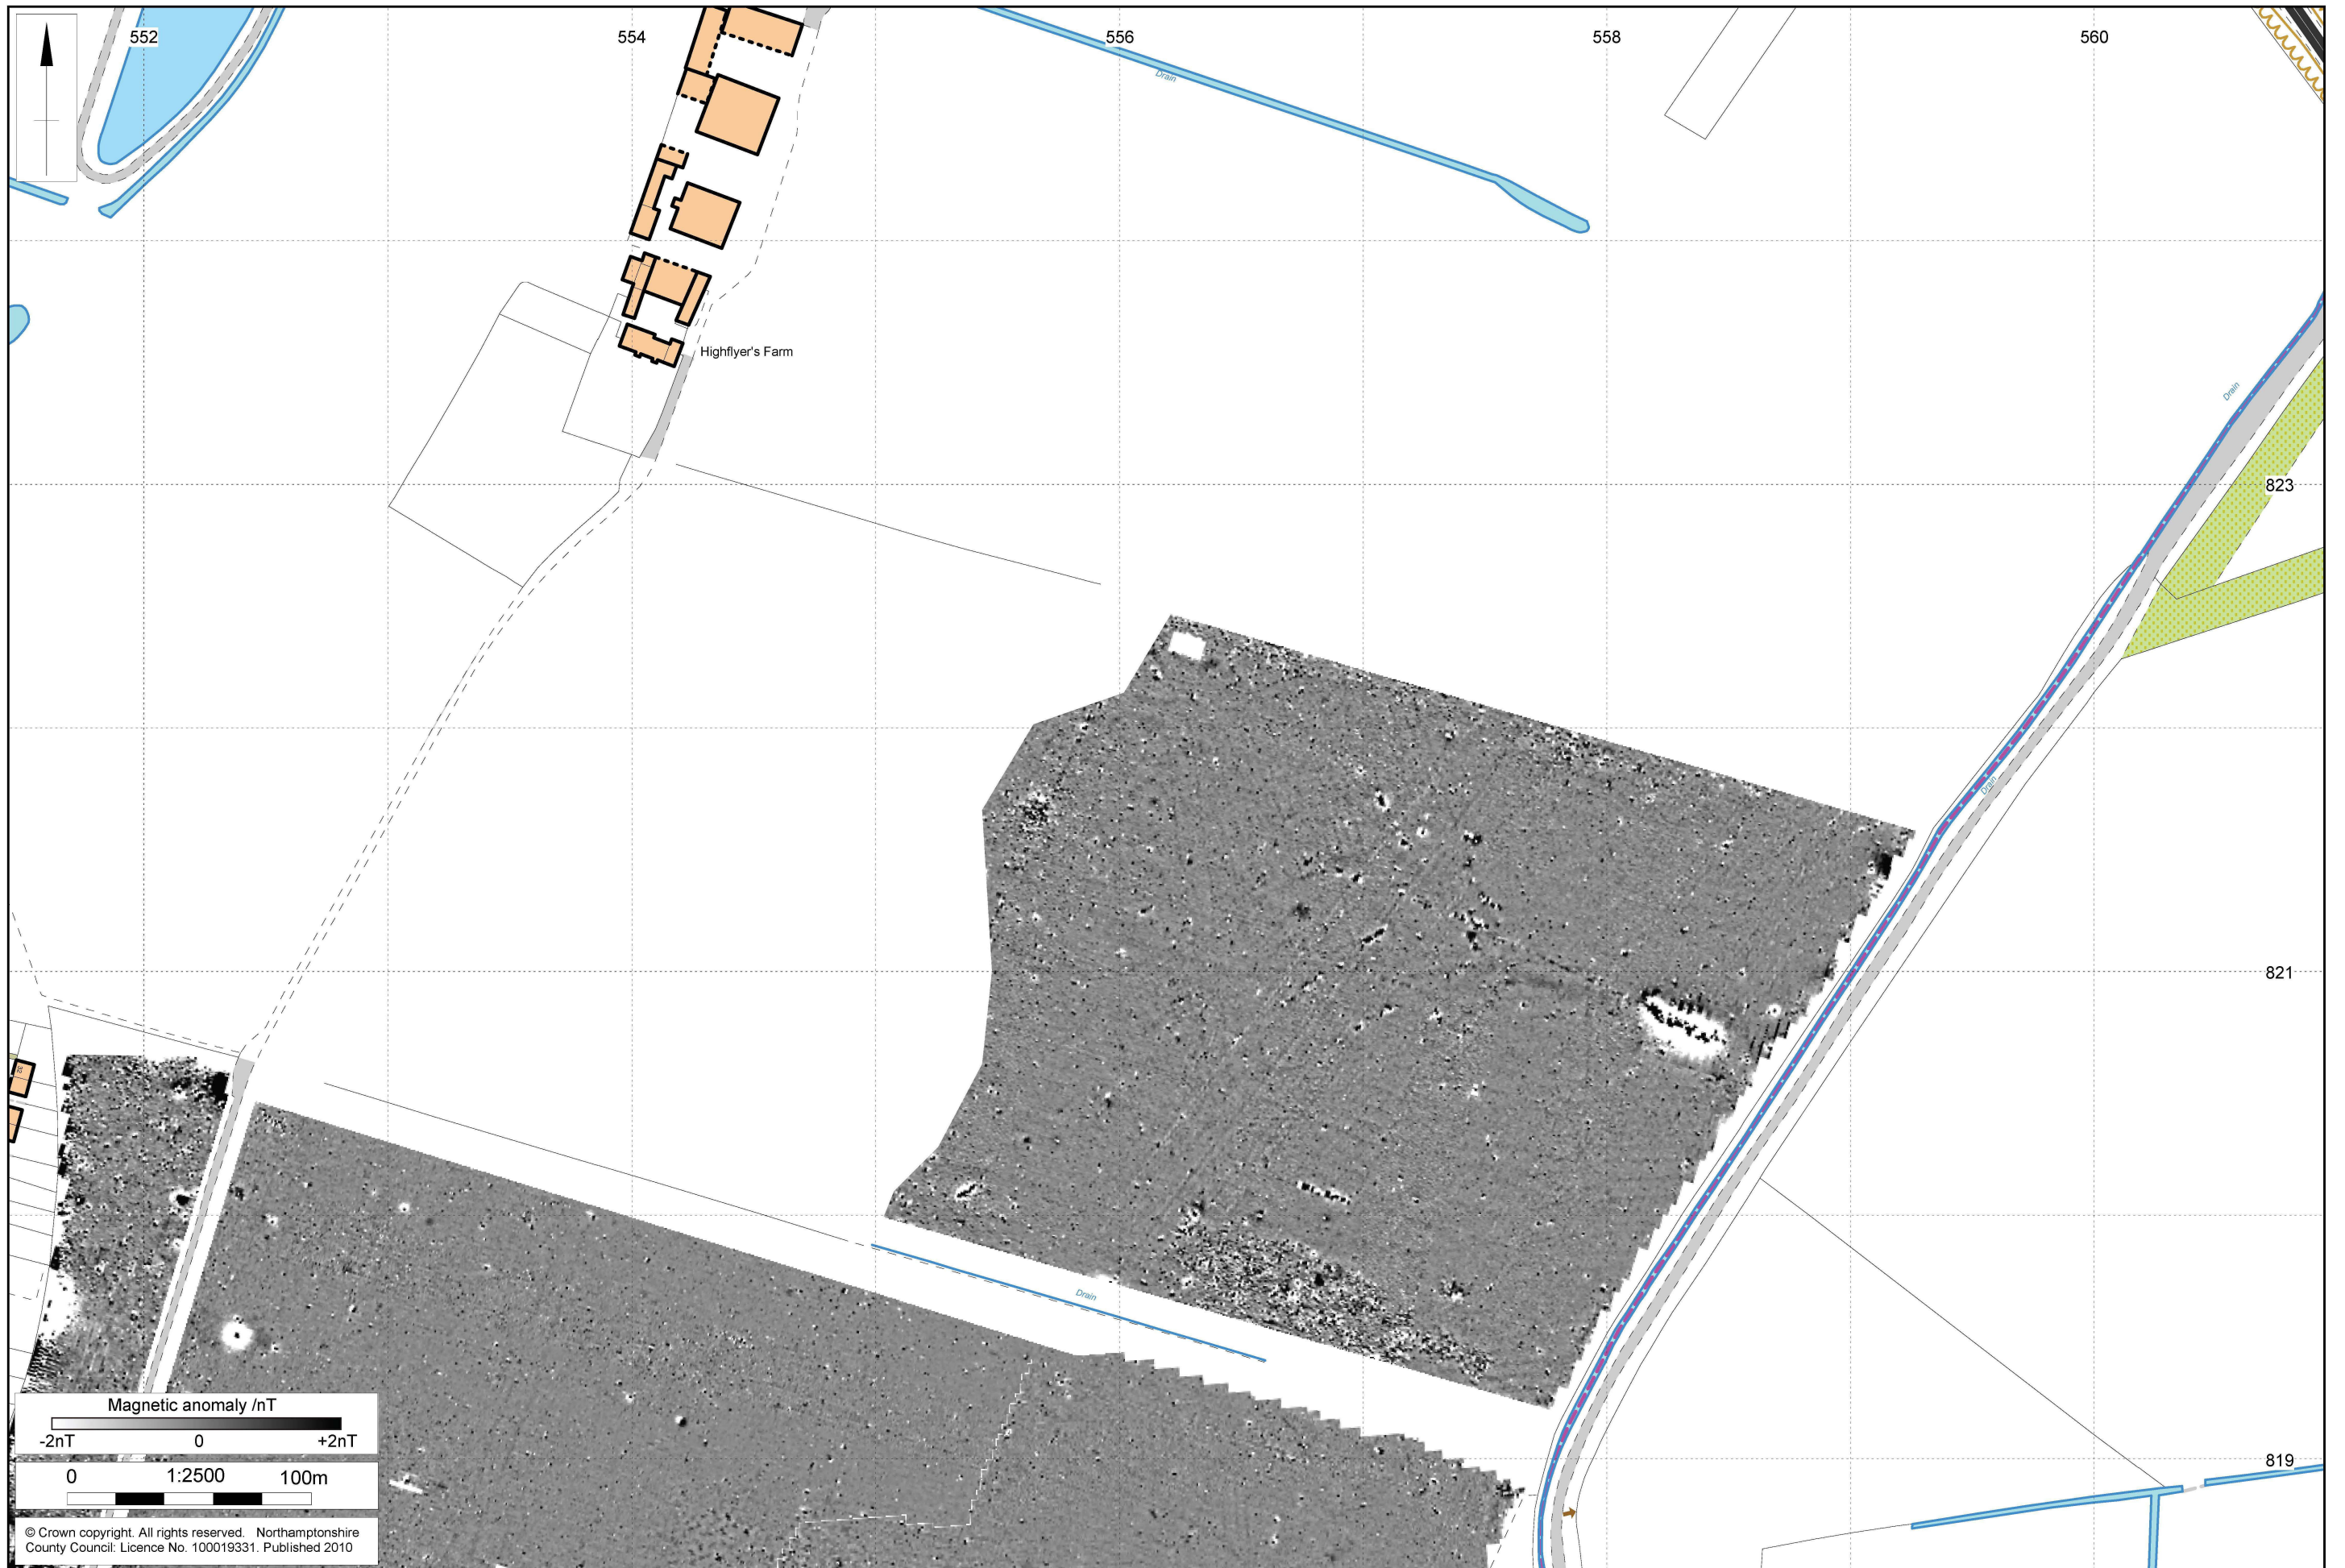 552
554
556
558
560
Drain
Highflyer's Farm
Drain
823
Drain
821
32
Drain
Magnetic anomaly /nT
-2nT 0 +2nT
0 1:2500 100m
819
© Crown copyright. All rights reserved. Northamptonshire
County Council: Licence No. 100019331. Published 2010